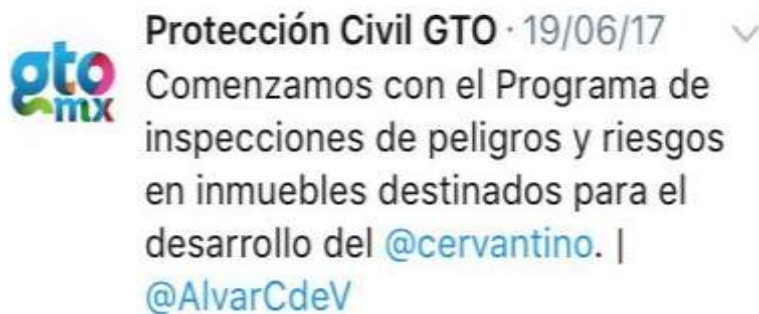 gto
mx
Protección Civil GTO · 19/06/17
Comenzamos con el Programa de
inspecciones de peligros y riesgos
en inmuebles destinados para el
desarrollo del @cervantino. |
@AlvarCdeV